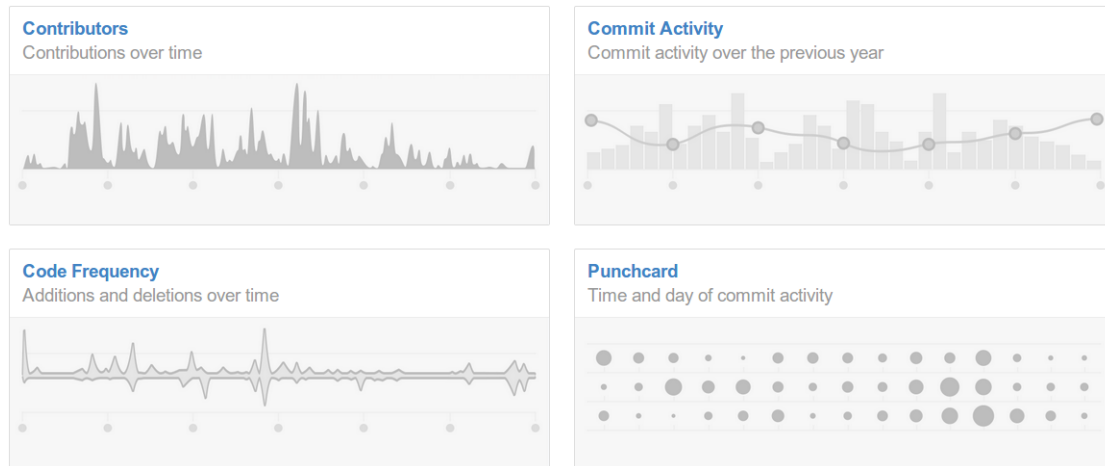 Contributors
Contributions over time
Commit Activity
Commit activity over the previous year
Code Frequency
Additions and deletions over time
Punchcard
Time and day of commit activity